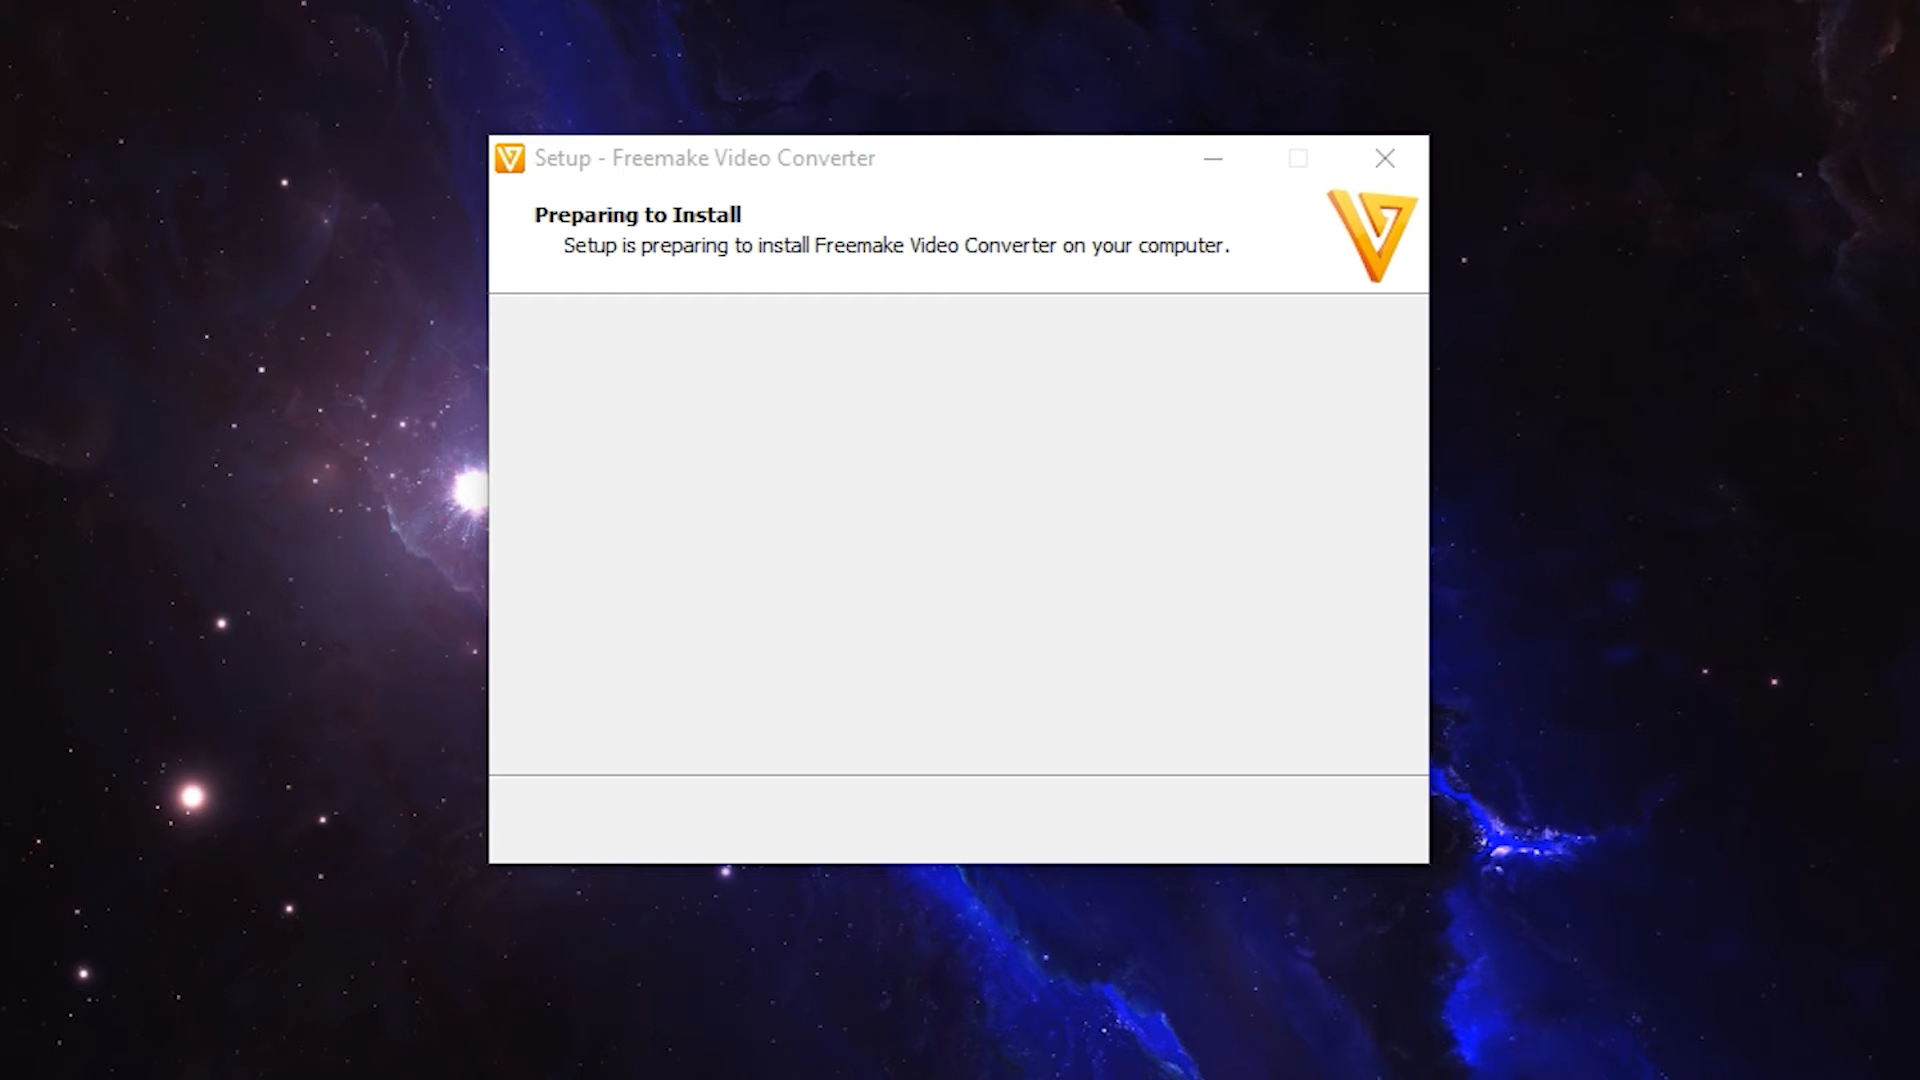 Setup - Freemake Video Converter
Preparing to Install
Setup is preparing to install Freemake Video Converter on your computer.